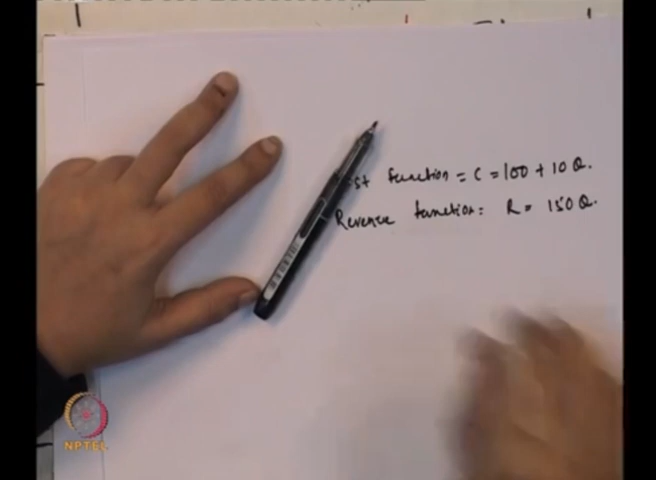 st function = C = 100 + 10 Q.
Revenue function: R = 150 Q.
NPTEL